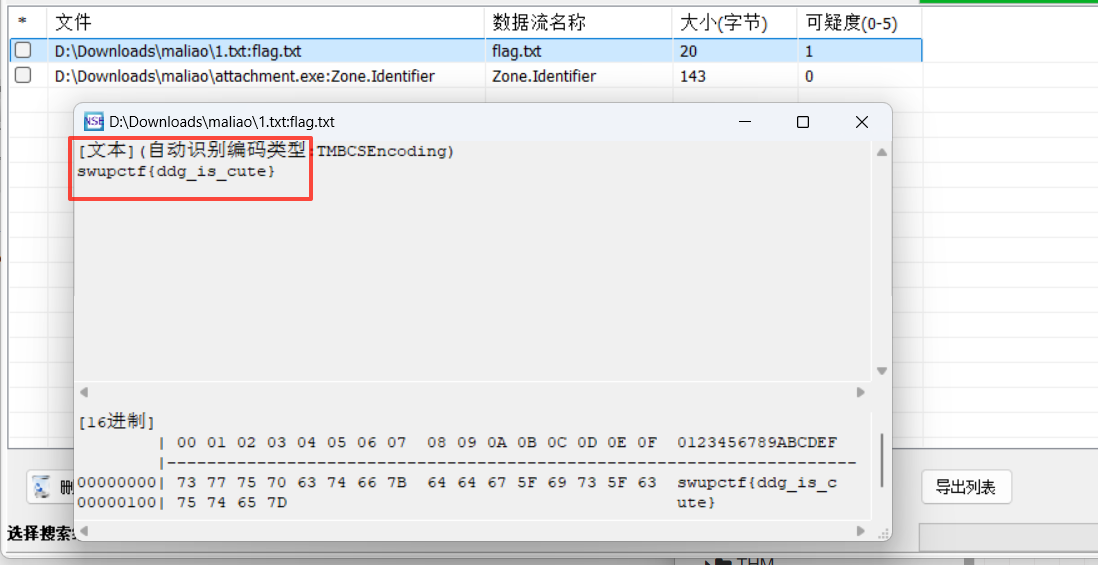 * 文件 数据流名称 大小(字节) 可疑度(0-5)
D:\Downloads\maliao\1.txt:flag.txt flag.txt 20 1
D:\Downloads\maliao\attachment.exe:Zone.Identifier Zone.Identifier 143 0
NSE D:\Downloads\maliao\1.txt:flag.txt
[文本](自动识别编码类型:TMBCSEncoding)
swupctf{ddg_is_cute}
[16进制]
| 00 01 02 03 04 05 06 07 08 09 0A 0B 0C 0D 0E 0F 0123456789ABCDEF
|--------------------------------------------------------------------
00000000| 73 77 75 70 63 74 66 7B 64 64 67 5F 69 73 5F 63 swupctf{ddg_is_c
00000100| 75 74 65 7D ute}
导出列表
选择搜索
THM